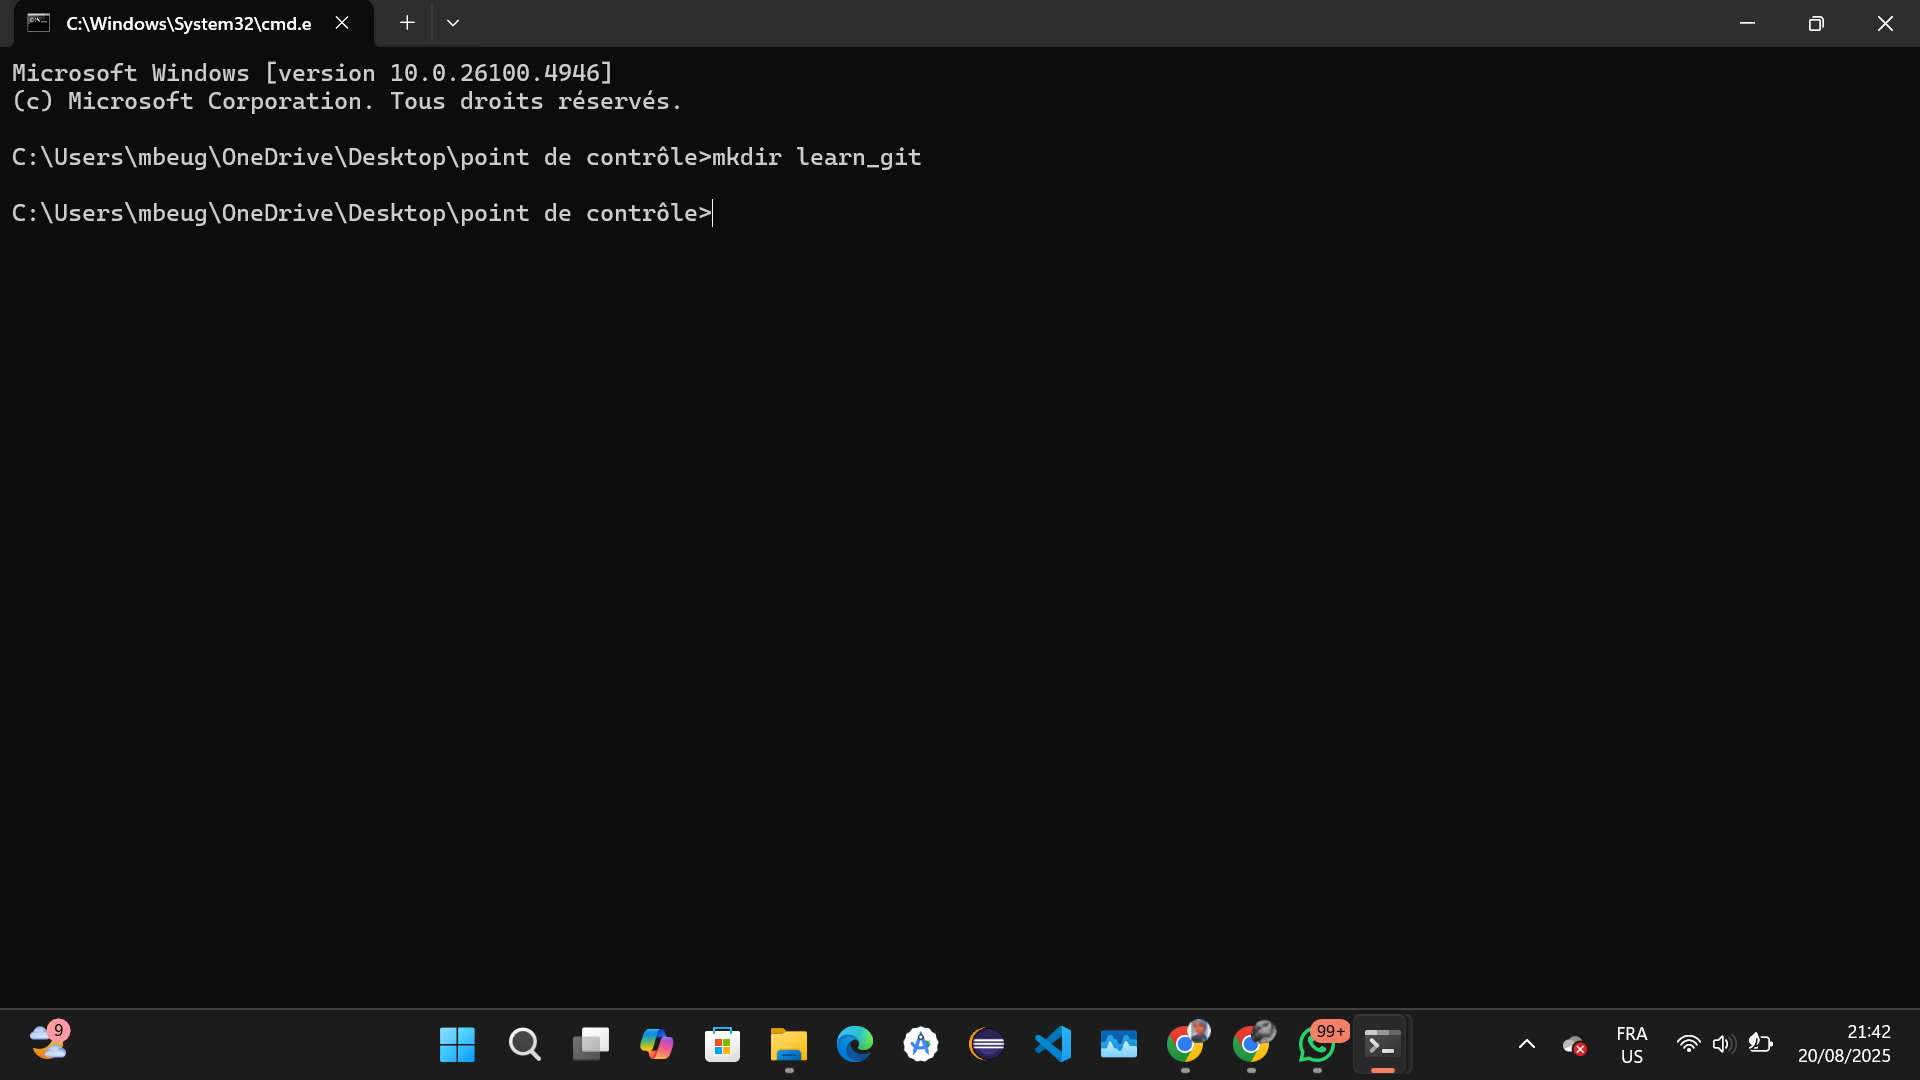 C:\Windows\System32\cmd.e
Microsoft Windows [version 10.0.26100.4946]
(c) Microsoft Corporation. Tous droits réservés.
C:\Users\mbeug\OneDrive\Desktop\point de contrôle>mkdir learn_git
C:\Users\mbeug\OneDrive\Desktop\point de contrôle>
9
99+
FRA
US
21:42
20/08/2025